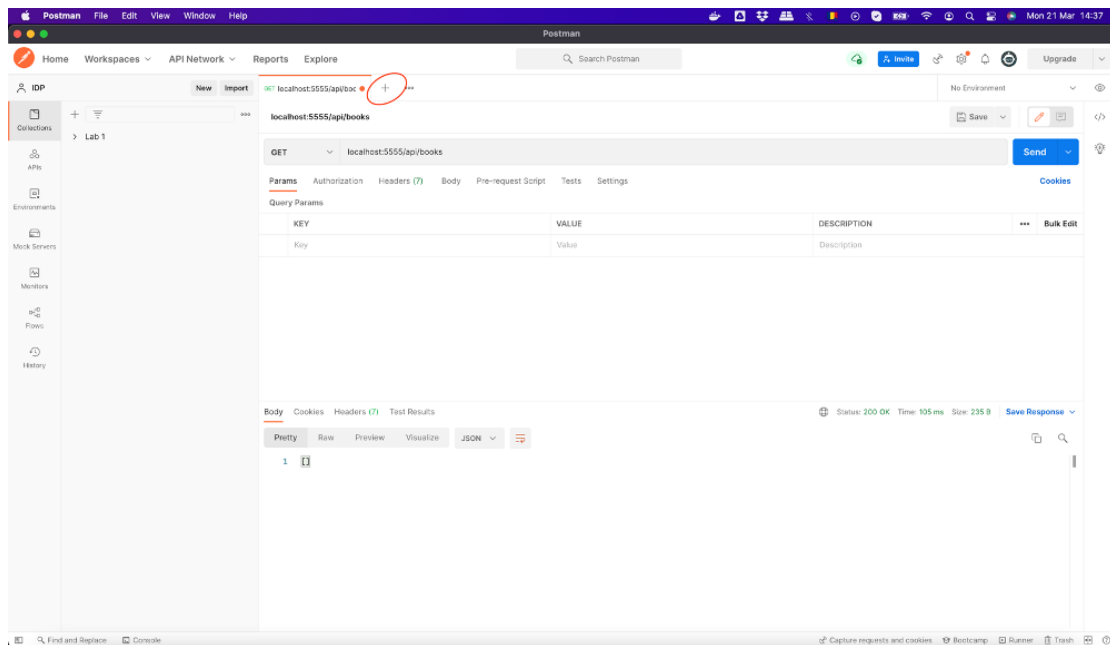 Postman File Edit View Window Help Mon 21 Mar 14:37
Postman
Home Workspaces API Network Reports Explore Search Postman Invite Upgrade
IDP New Import GET localhost:5555/api/boo No Environment
Collections
Lab 1
localhost:5555/api/books Save
APIs
GET localhost:5555/api/books Send
Params Authorization Headers (7) Body Pre-request Script Tests Settings Cookies
Environments
Query Params
KEY VALUE DESCRIPTION Bulk Edit
Key Value Description
Mock Servers
Monitors
Flows
History
Body Cookies Headers (7) Test Results Status: 200 OK Time: 105 ms Size: 235 B Save Response
Pretty Raw Preview Visualize JSON
1 []
Find and Replace Console Capture requests and cookies Bootcamp Runner Trash